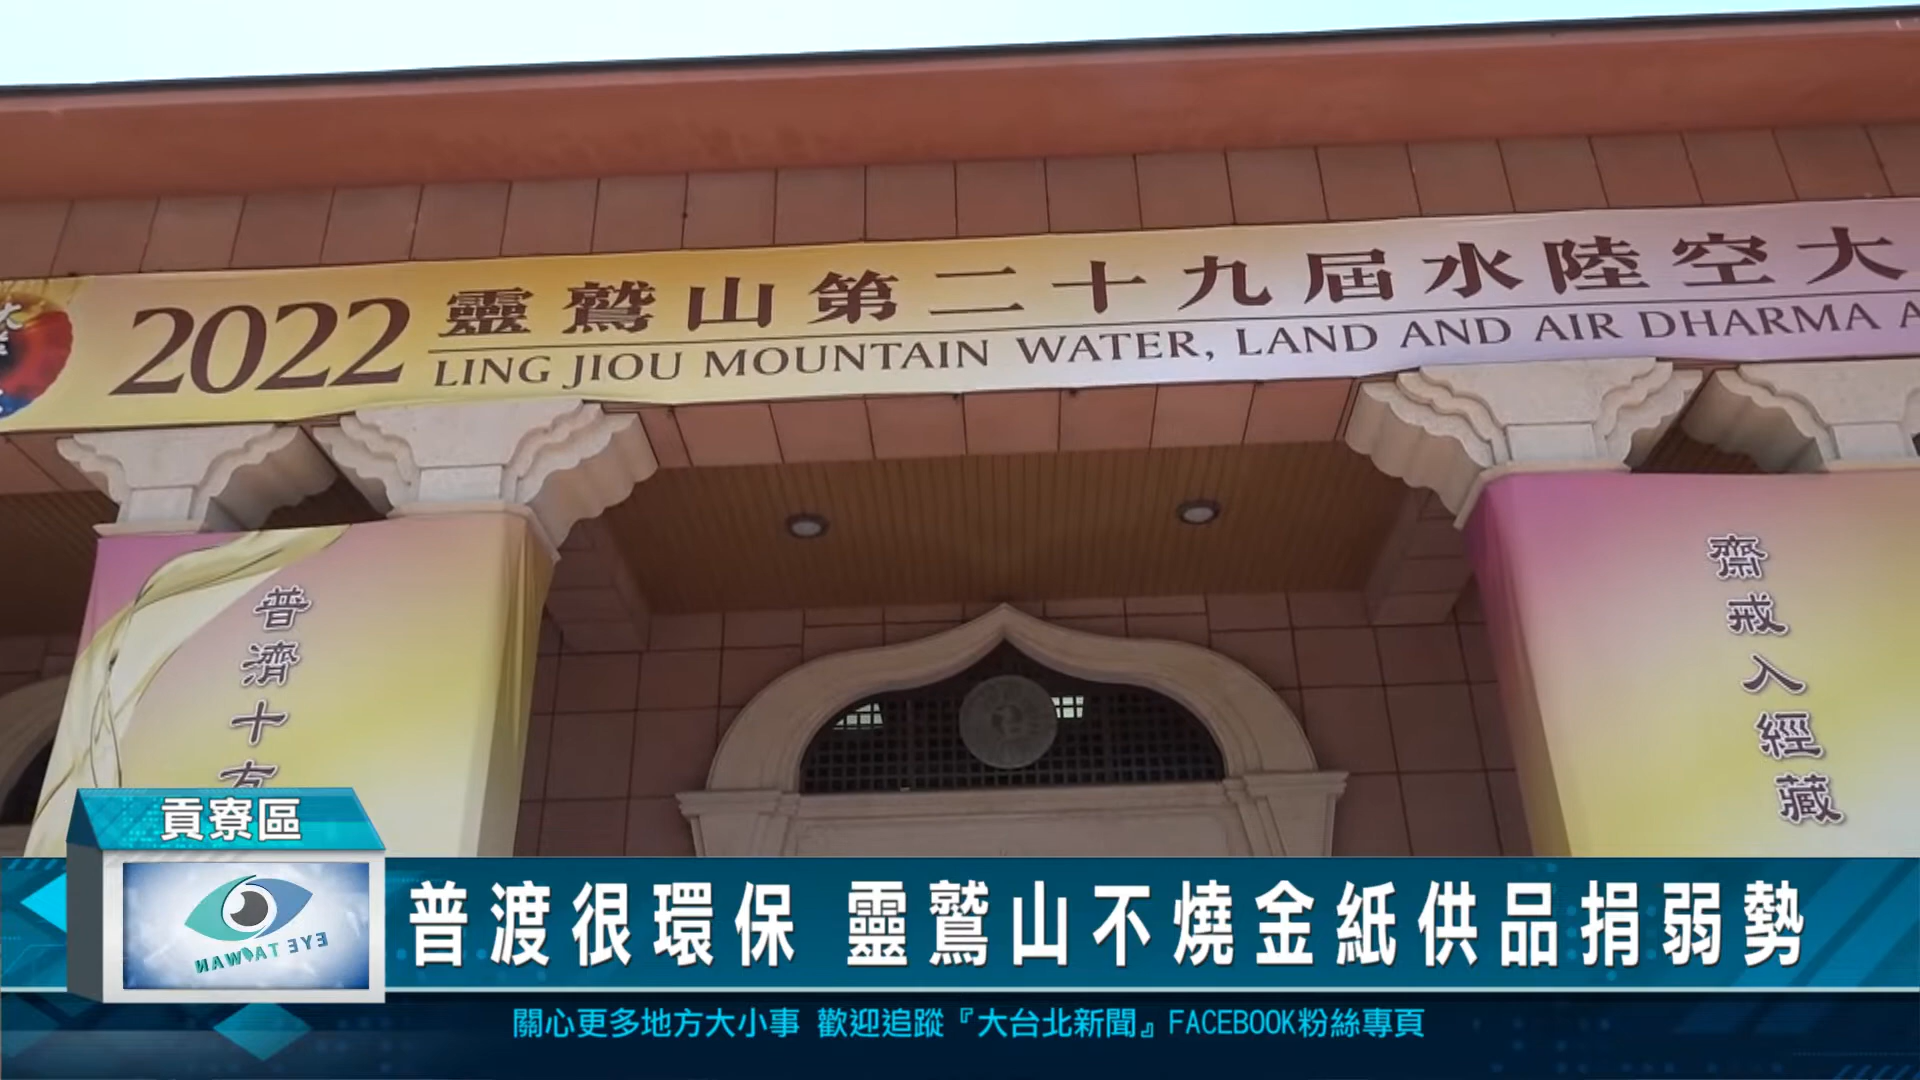 2022 靈鷲山第二十九屆水陸空大
LING JIOU MOUNTAIN WATER, LAND AND AIR DHARMA A
普濟十方
齋戒入經藏
貢寮區
EYE TAIWAN
普渡很環保 靈鷲山不燒金紙供品捐弱勢
關心更多地方大小事 歡迎追蹤『大台北新聞』FACEBOOK粉絲專頁